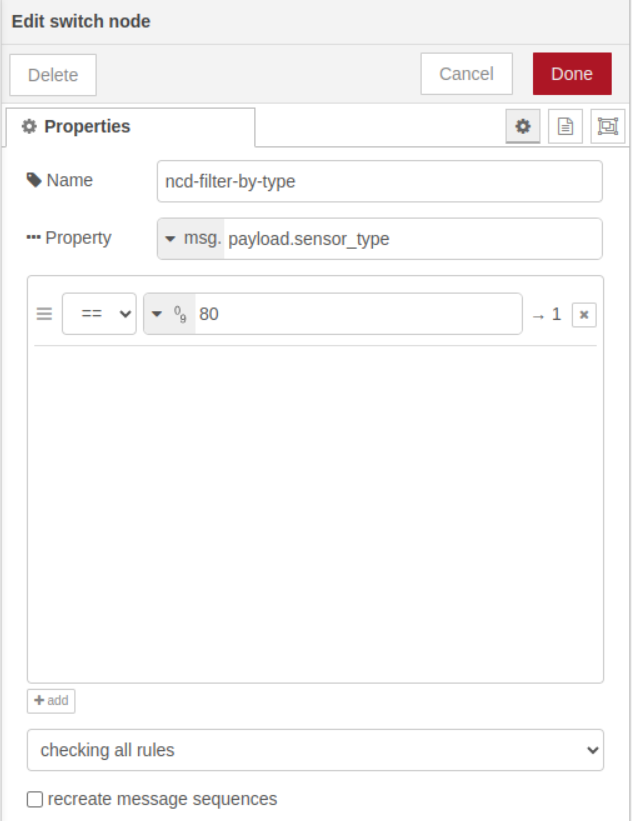 Edit switch node
Delete
Cancel
Done
Properties
Name
ncd-filter-by-type
Property
msg. payload.sensor_type
==
09 80
→ 1
add
checking all rules
recreate message sequences